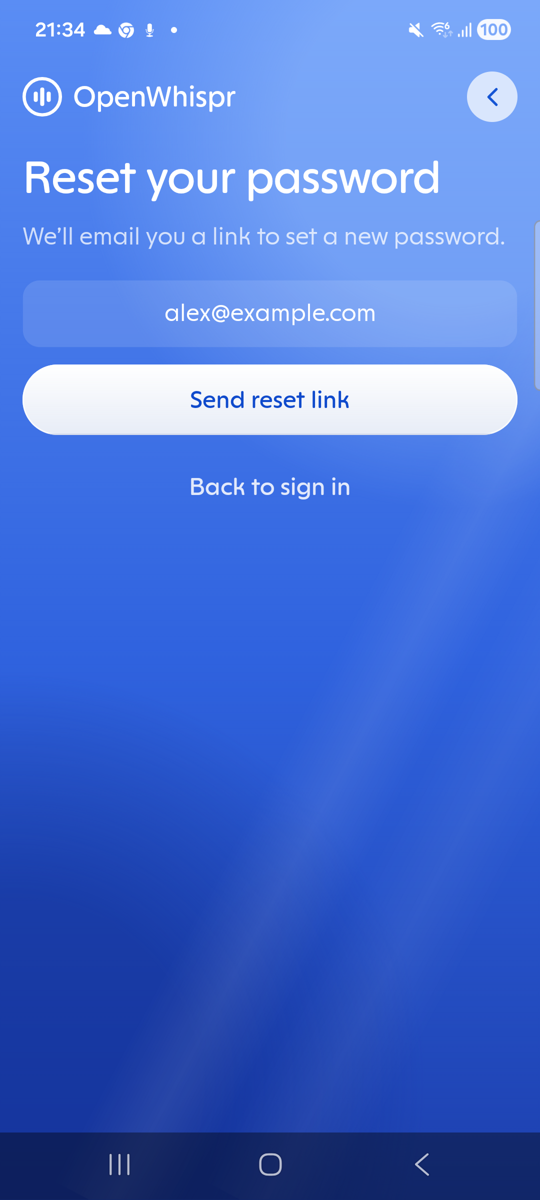 21:34
100
OpenWhispr
Reset your password
We'll email you a link to set a new password.
alex@example.com
Send reset link
Back to sign in